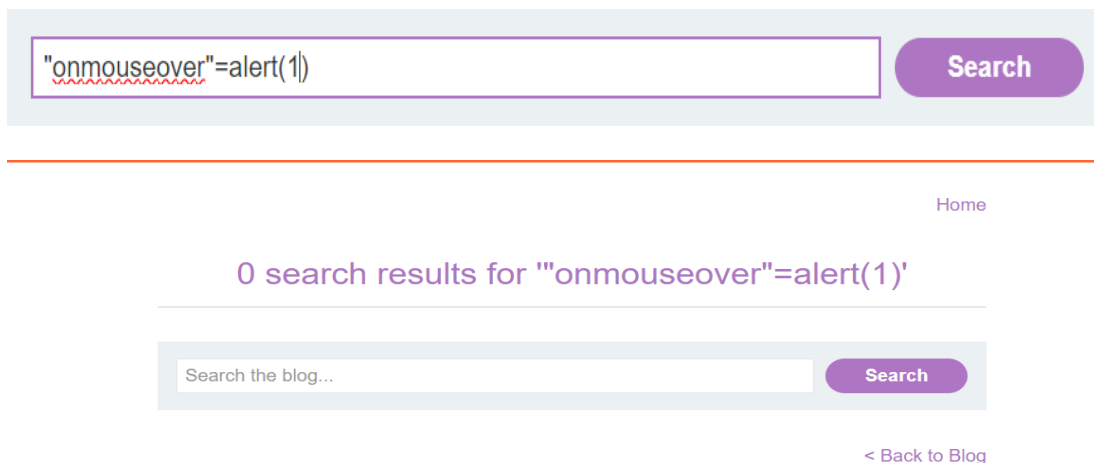 "onmouseover"=alert(1)
Search
Home
0 search results for '"onmouseover"=alert(1)'
Search the blog...
Search
< Back to Blog